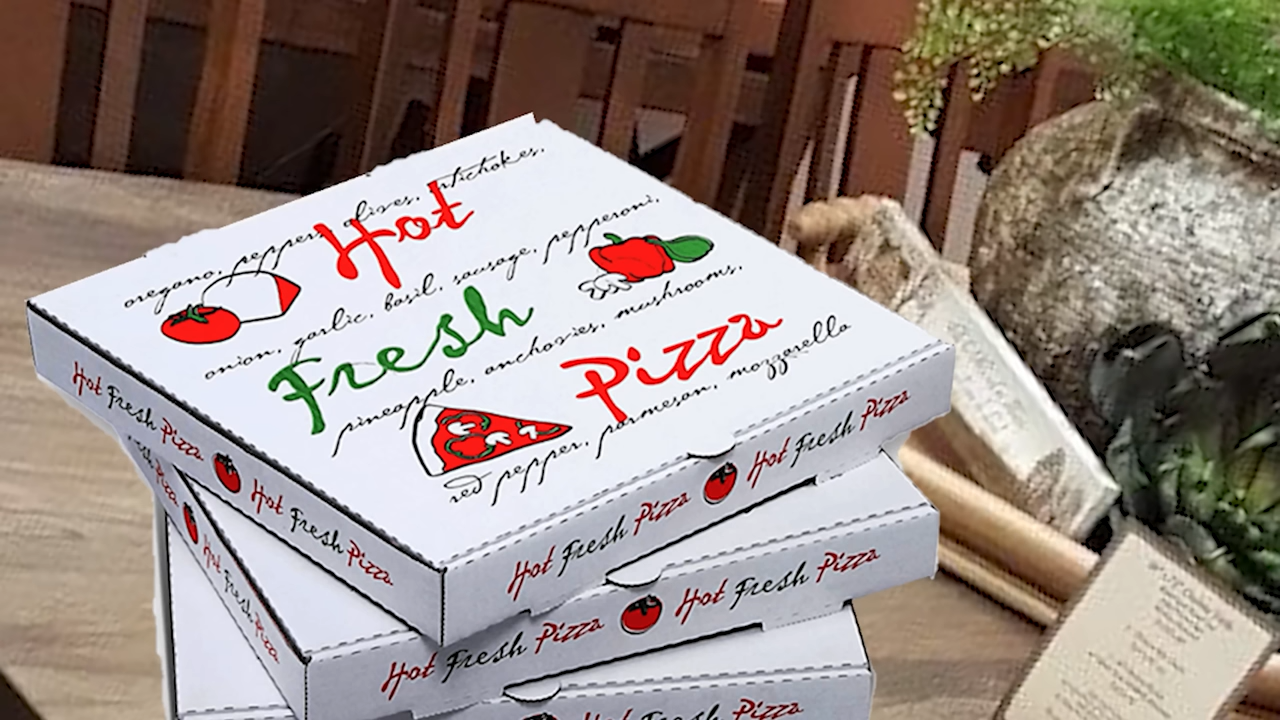 oregano, pepper, olives, artichokes,
Hot
onion, garlic, basil, sausage, pepperoni,
Fresh
pineapple, anchovies, mushrooms,
Pizza
red pepper, parmesan, mozzarella
Hot Fresh Pizza Hot Fresh Pizza
Hot Fresh Pizza Hot Fresh Pizza
Pizza Hot Fresh Pizza
Hot Fresh Pizza Hot Fresh Pizza
Hot Fresh Pizza